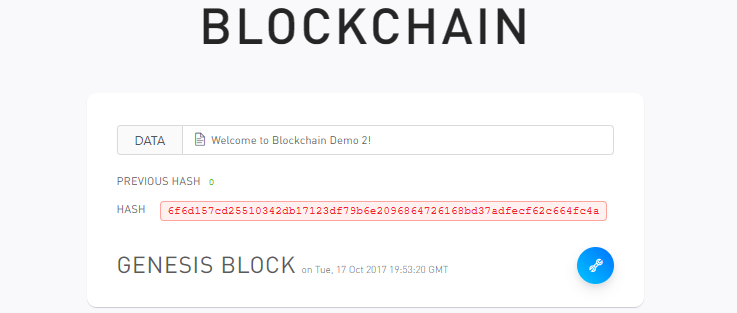 BLOCKCHAIN
DATA Welcome to Blockchain Demo 2!
PREVIOUS HASH 0
HASH 6f6d157cd25510342db17123df79b6e2096864726168bd37adfecf62c664fc4a
GENESIS BLOCK on Tue, 17 Oct 2017 19:53:20 GMT